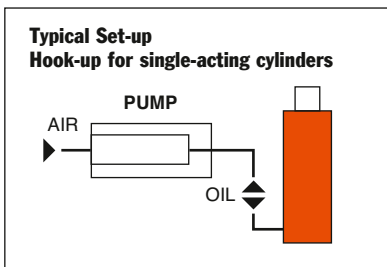 Typical Set-up
Hook-up for single-acting cylinders
PUMP
AIR
OIL